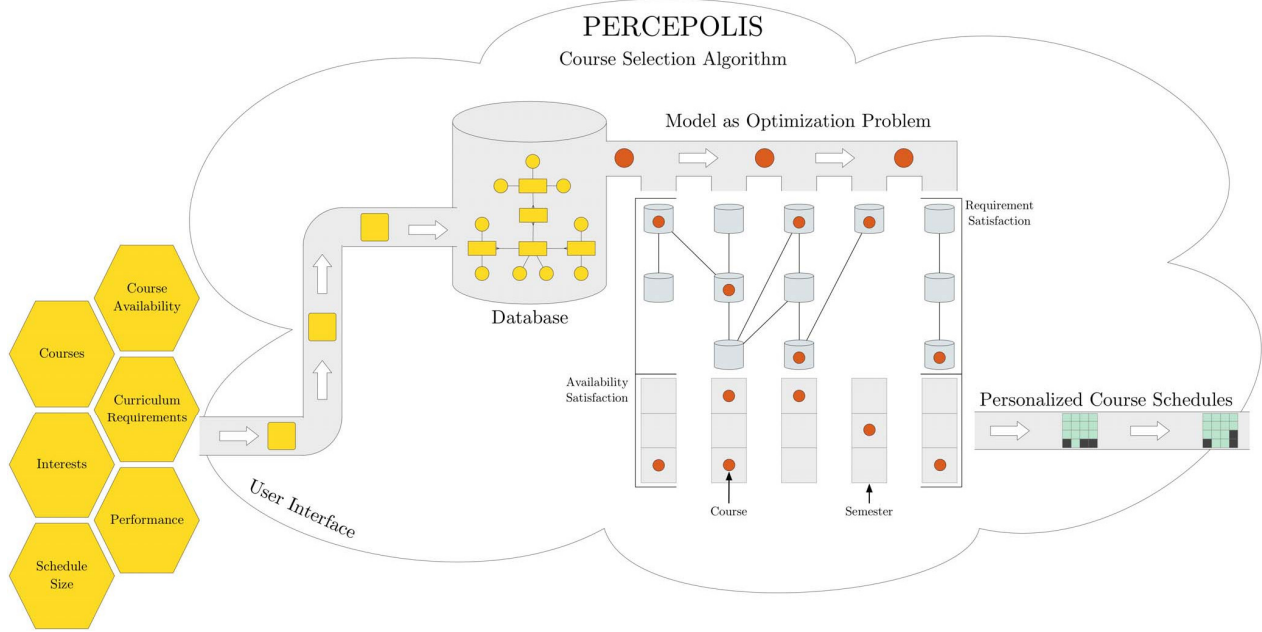 PERCEPOLIS
Course Selection Algorithm
Model as Optimization Problem
Requirement
Satisfaction
Database
Course
Availability
Courses
Curriculum
Requirements
Interests
Performance
Schedule
Size
User Interface
Availability
Satisfaction
Course
Semester
Personalized Course Schedules